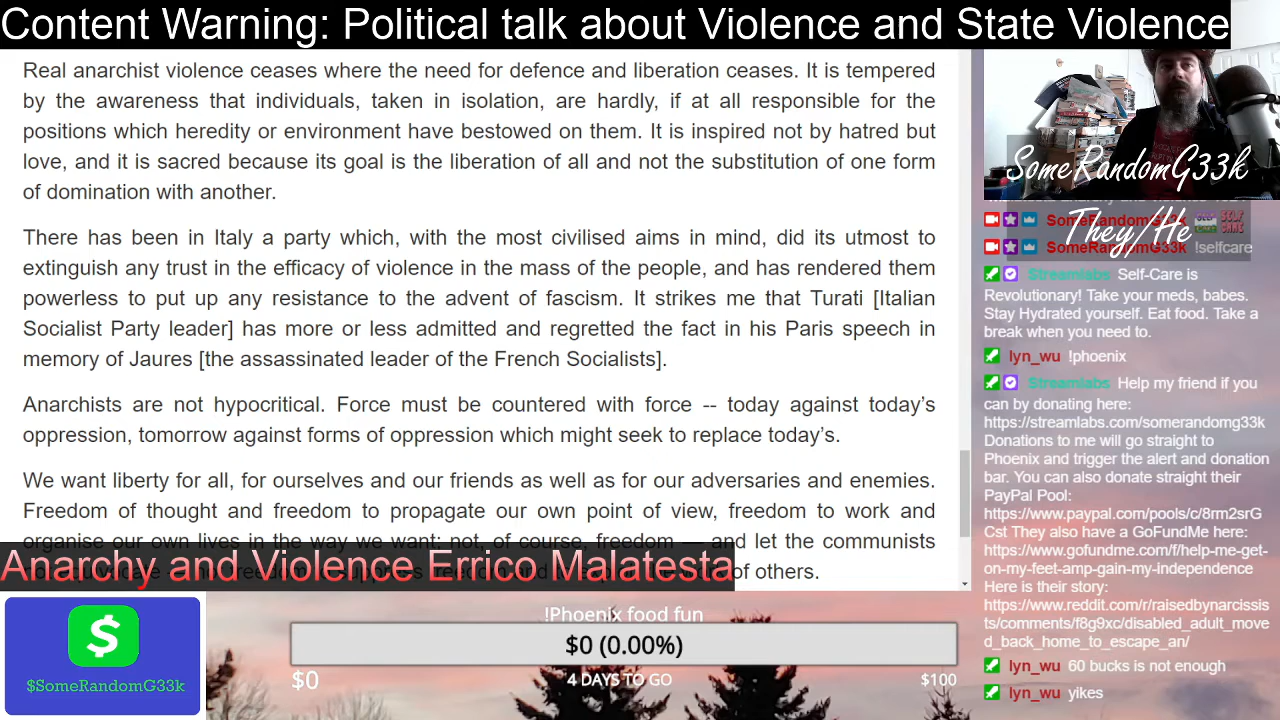 Content Warning: Political talk about Violence and State Violence
Real anarchist violence ceases where the need for defence and liberation ceases. It is tempered
by the awareness that individuals, taken in isolation, are hardly, if at all responsible for the
positions which heredity or environment have bestowed on them. It is inspired not by hatred but
love, and it is sacred because its goal is the liberation of all and not the substitution of one form
of domination with another.
There has been in Italy a party which, with the most civilised aims in mind, did its utmost to
extinguish any trust in the efficacy of violence in the mass of the people, and has rendered them
powerless to put up any resistance to the advent of fascism. It strikes me that Turati [Italian
Socialist Party leader] has more or less admitted and regretted the fact in his Paris speech in
memory of Jaures [the assassinated leader of the French Socialists].
Anarchists are not hypocritical. Force must be countered with force -- today against today’s
oppression, tomorrow against forms of oppression which might seek to replace today’s.
We want liberty for all, for ourselves and our friends as well as for our adversaries and enemies.
Freedom of thought and freedom to propagate our own point of view, freedom to work and
organise our own lives in the way we want; not, of course, freedom — and let the communists
of others.
Anarchy and Violence Errico Malatesta
SomeRandomG33k
They/He
SomeRandomG33k
SELF CARE
SomeRandomG33k !selfcare
Streamlabs Self-Care is
Revolutionary! Take your meds, babes.
Stay Hydrated yourself. Eat food. Take a
break when you need to.
lyn_wu !phoenix
Streamlabs Help my friend if you
can by donating here:
https://streamlabs.com/somerandomg33k
Donations to me will go straight to
Phoenix and trigger the alert and donation
bar. You can also donate straight their
PayPal Pool:
https://www.paypal.com/pools/c/8rm2srG
Cst They also have a GoFundMe here:
https://www.gofundme.com/f/help-me-get-
on-my-feet-amp-gain-my-independence
Here is their story:
https://www.reddit.com/r/raisedbynarcissis
ts/comments/f8g9xc/disabled_adult_move
d_back_home_to_escape_an/
lyn_wu 60 bucks is not enough
lyn_wu yikes
$
$SomeRandomG33k
!Phoenix food fun
$0 (0.00%)
$0
4 DAYS TO GO
$100